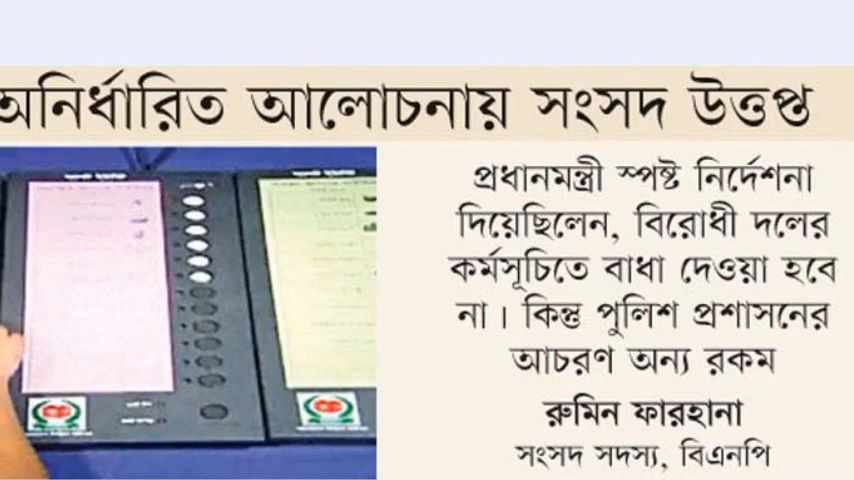 অনির্ধারিত আলোচনায় সংসদ উত্তপ্ত
প্রধানমন্ত্রী স্পষ্ট নির্দেশনা
দিয়েছিলেন, বিরোধী দলের
কর্মসূচিতে বাধা দেওয়া হবে
না। কিন্তু পুলিশ প্রশাসনের
আচরণ অন্য রকম
রুমিন ফারহানা
সংসদ সদস্য, বিএনপি